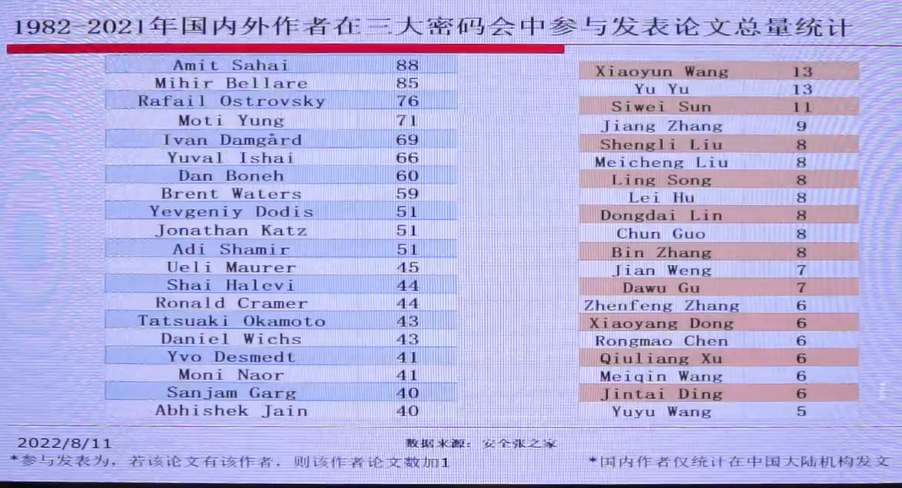 1982-2021年国内外作者在三大密码会中参与发表论文总量统计
Amit Sahai 88
Mihir Bellare 85
Rafail Ostrovsky 76
Moti Yung 71
Ivan Damgård 69
Yuval Ishai 66
Dan Boneh 60
Brent Waters 59
Yevgeniy Dodis 51
Jonathan Katz 51
Adi Shamir 51
Ueli Maurer 45
Shai Halevi 44
Ronald Cramer 44
Tatsuaki Okamoto 43
Daniel Wichs 43
Yvo Desmedt 41
Moni Naor 41
Sanjam Garg 40
Abhishek Jain 40
Xiaoyun Wang 13
Yu Yu 13
Siwei Sun 11
Jiang Zhang 9
Shengli Liu 8
Meicheng Liu 8
Ling Song 8
Lei Hu 8
Dongdai Lin 8
Chun Guo 8
Bin Zhang 8
Jian Weng 7
Dawu Gu 7
Zhenfeng Zhang 6
Xiaoyang Dong 6
Rongmao Chen 6
Qiuliang Xu 6
Meiqin Wang 6
Jintai Ding 6
Yuyu Wang 5
2022/8/11
数据来源：安全张之家
*参与发表为，若该论文有该作者，则该作者论文数加1
*国内作者仅统计在中国大陆机构发文